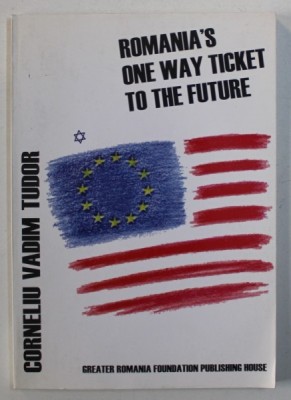 ROMANIA'S
ONE WAY TICKET
TO THE FUTURE
CORNELIU VADIM TUDOR
GREATER ROMANIA FOUNDATION PUBLISHING HOUSE